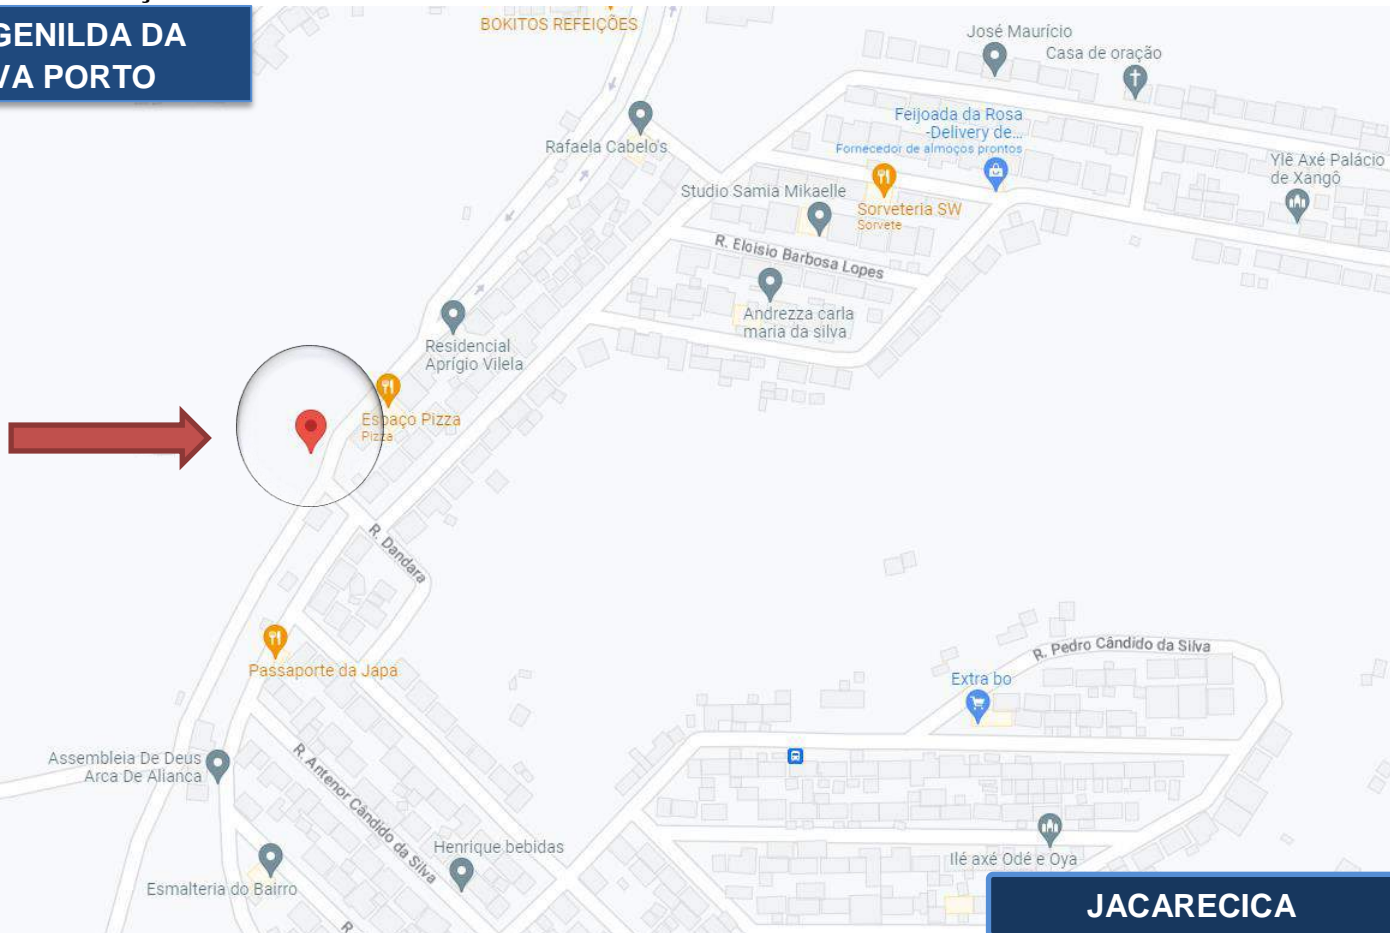 GENILDA DA
VA PORTO
BOKITOS REFEIÇÕES
José Maurício
Casa de oração
Feijoada da Rosa
-Delivery de...
Fornecedor de almoços prontos
Rafaela Cabelo's
Ylê Axé Palácio
de Xangô
Studio Samia Mikaelle
Sorveteria SW
Sorvete
R. Eloisio Barbosa Lopes
Andrezza carla
maria da silva
Residencial
Aprígio Vilela
Espaço Pizza
Pizza
R. Dandara
R. Pedro Cândido da Silva
Passaporte da Japa
Extra bo
Assembleia De Deus
Arca De Alianca
R. Antenor Cândido da Silva
Henrique bebidas
Ilé axé Odé e Oya
Esmalteria do Bairro
JACARECICA
R